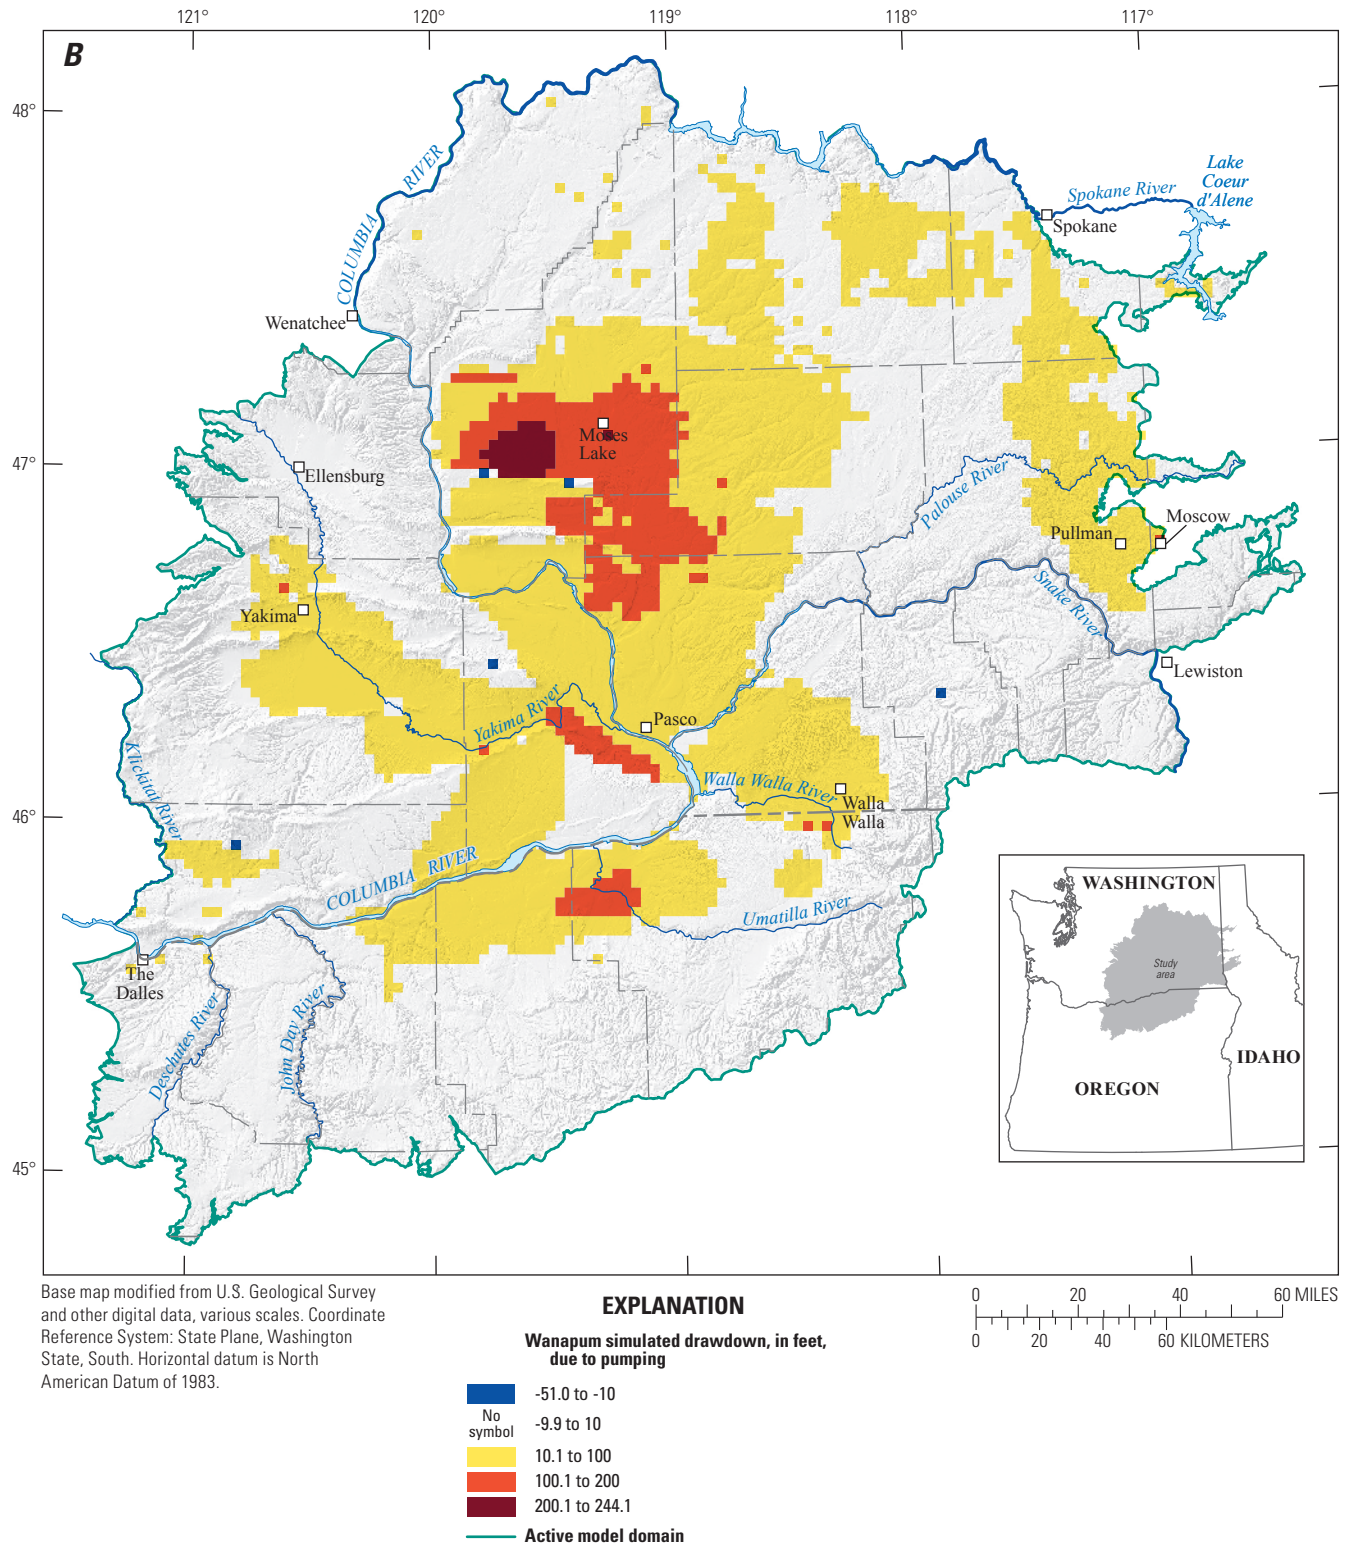 121°
120°
119°
118°
117°
B
48°
47°
46°
45°
COLUMBIA
RIVER
Lake
Coeur
d'Alene
Spokane River
Spokane
Wenatchee
Moses
Lake
Ellensburg
Palouse River
Pullman
Moscow
Snake River
Yakima
Lewiston
Yakima River
Pasco
Klickitat River
Walla Walla River
Walla
Walla
COLUMBIA RIVER
Umatilla River
The
Dalles
Deschutes River
John Day River
WASHINGTON
Study
area
IDAHO
OREGON
Base map modified from U.S. Geological Survey
and other digital data, various scales. Coordinate
Reference System: State Plane, Washington
State, South. Horizontal datum is North
American Datum of 1983.
0 20 40 60 MILES
0 20 40 60 KILOMETERS
EXPLANATION
Wanapum simulated drawdown, in feet,
due to pumping
-51.0 to -10
No
symbol
-9.9 to 10
10.1 to 100
100.1 to 200
200.1 to 244.1
Active model domain